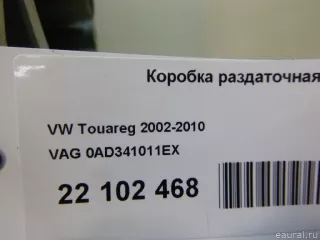 Коробка раздаточная
VW Touareg 2002-2010
VAG 0AD341011EX
22 102 468
eaural.ru